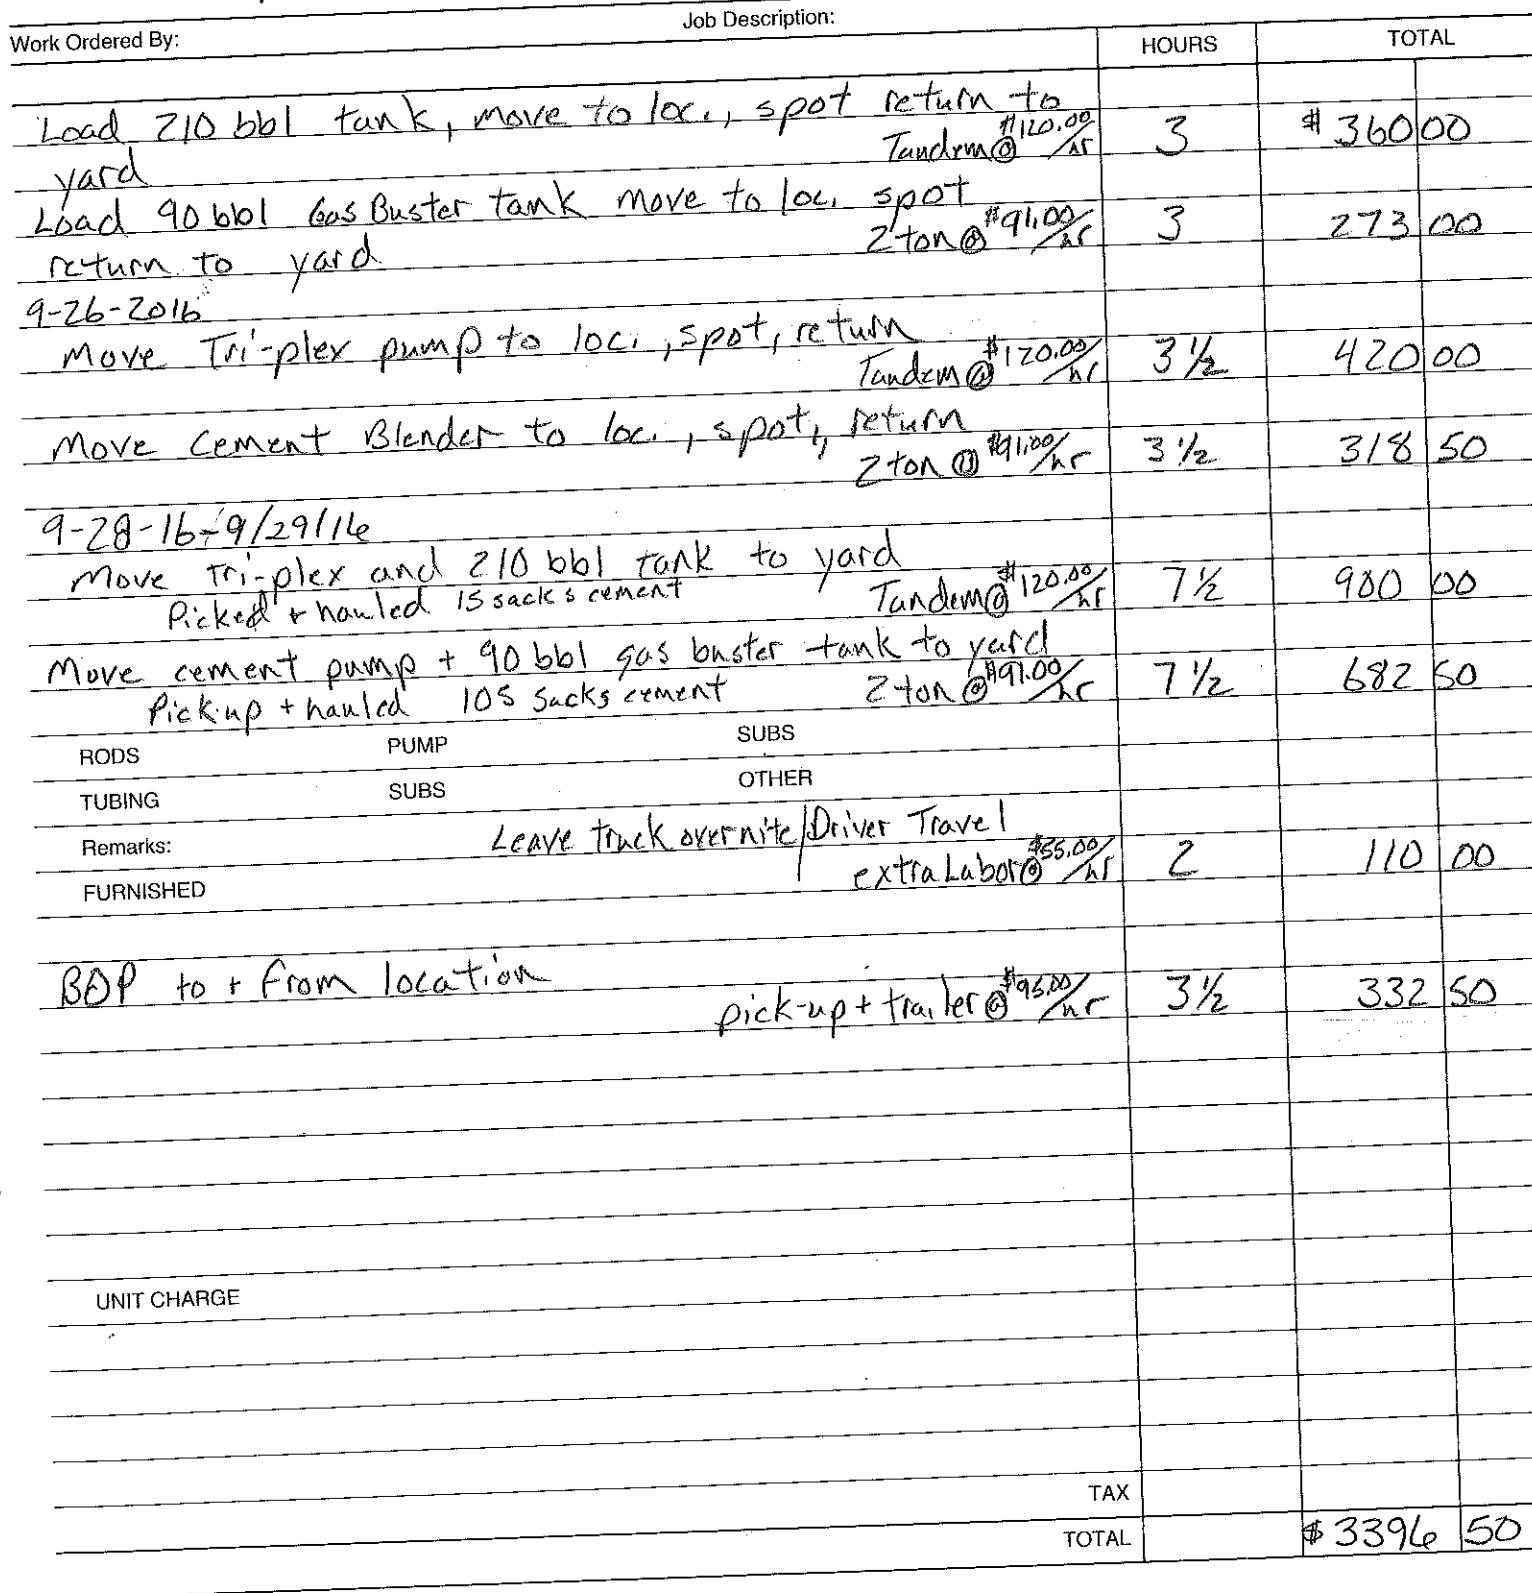 Job Description:
Work Ordered By:
HOURS TOTAL
Load 210 bbl tank, move to loc., spot return to
yard Tandem @ $120.00/hr 3 $360 00
Load 90 bbl Gas Buster tank move to loc. spot
return to yard 2 ton @ $91.00/hr 3 273 00
9-26-2016
Move Tri-plex pump to loc., spot, return
Tandem @ $120.00/hr 3 1/2 420 00
Move Cement Blender to loc., spot, return
2 ton @ $91.00/hr 3 1/2 318 50
9-28-16-9/29/16
Move Tri-plex and 210 bbl tank to yard
Picked + hauled 15 sacks cement Tandem @ $120.00/hr 7 1/2 900 00
Move cement pump + 90 bbl gas buster tank to yard
Pick-up + hauled 105 sacks cement 2 ton @ $91.00/hr 7 1/2 682 50
RODS PUMP SUBS
TUBING SUBS OTHER
Remarks: Leave truck overnite/Driver Travel
FURNISHED extra Labor @ $55.00/hr 2 110 00
BOP to + from location
pick-up + trailer @ $95.00/hr 3 1/2 332 50
UNIT CHARGE
TAX
TOTAL $3396 50